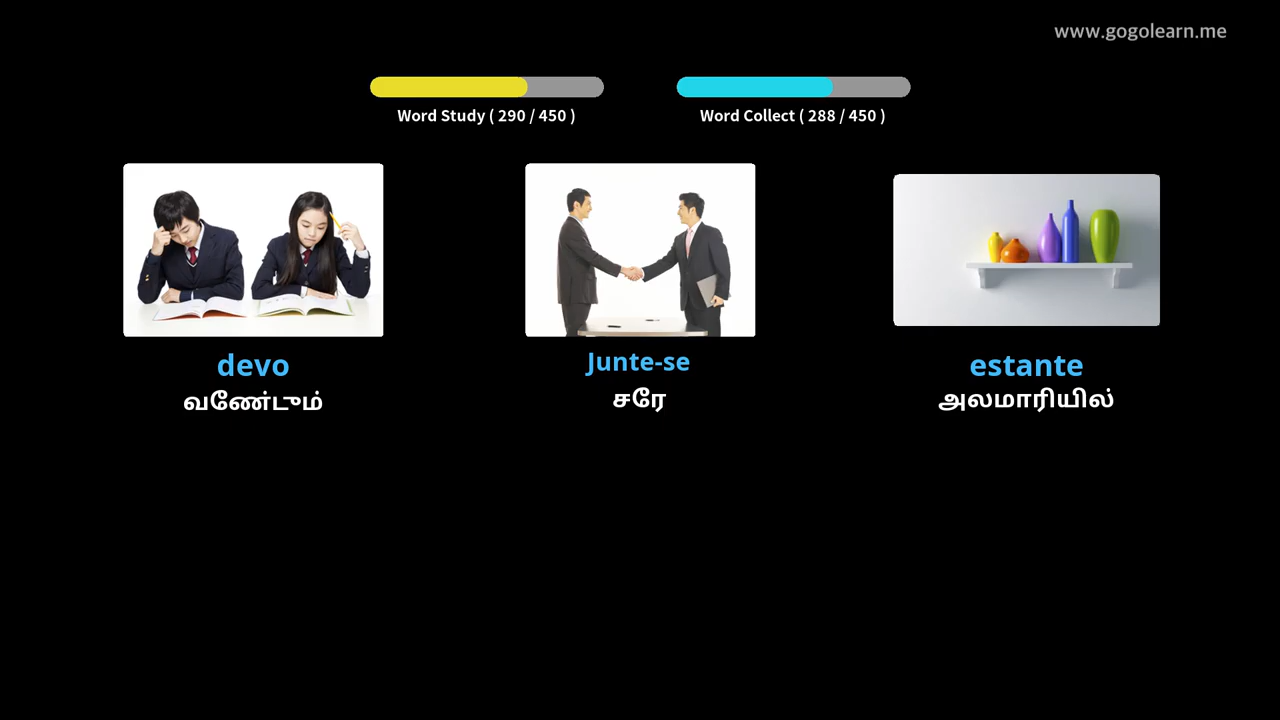 www.gogolearn.me
Word Study ( 290 / 450 )
Word Collect ( 288 / 450 )
devo
Junte-se
estante
வணே்டும்
சரே
அலமாரியில்